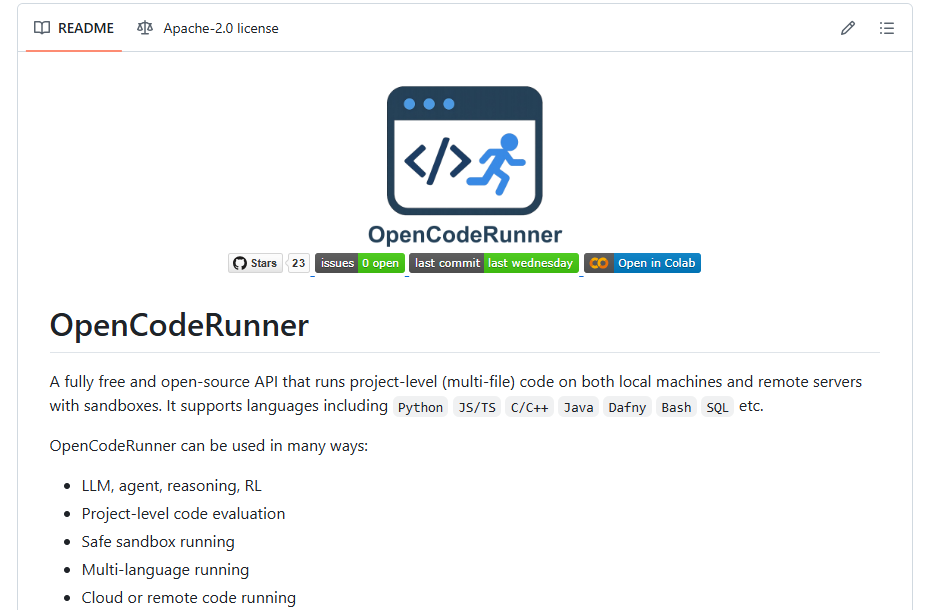 README Apache-2.0 license
</>
OpenCodeRunner
Stars 23 issues 0 open last commit last wednesday Open in Colab
OpenCodeRunner
A fully free and open-source API that runs project-level (multi-file) code on both local machines and remote servers
with sandboxes. It supports languages including Python JS/TS C/C++ Java Dafny Bash SQL etc.
OpenCodeRunner can be used in many ways:
• LLM, agent, reasoning, RL
• Project-level code evaluation
• Safe sandbox running
• Multi-language running
• Cloud or remote code running